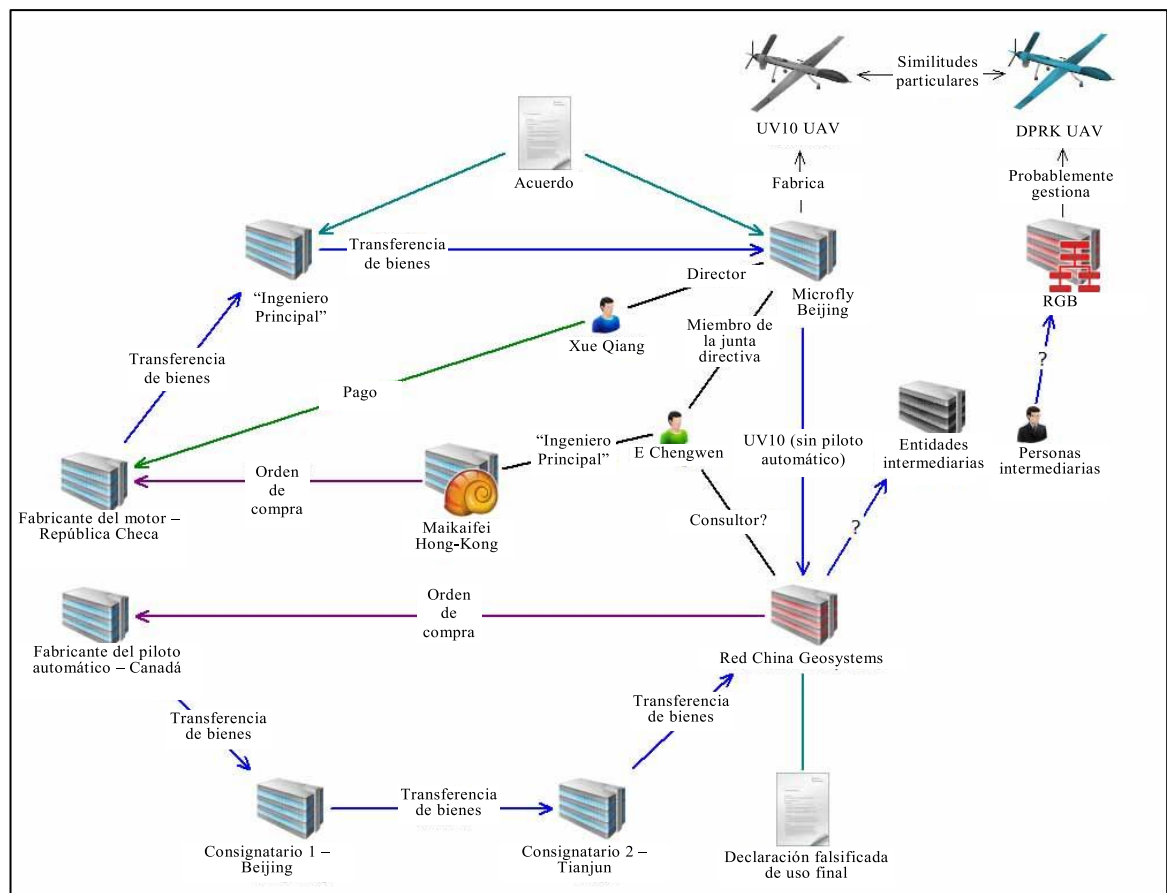 Similitudes
particulares
UV10 UAV
DPRK UAV
Acuerdo
Fabrica
Probablemente
gestiona
Transferencia
de bienes
“Ingeniero
Principal”
Director
Microfly
Beijing
RGB
Xue Qiang
Miembro de
la junta
directiva
Transferencia
de bienes
?
Pago
“Ingeniero
Principal”
E Chengwen
UV10 (sin piloto
automático)
Entidades
intermediarias
Personas
intermediarias
Orden
de
compra
Fabricante del motor –
República Checa
Maikaifei
Hong-Kong
Consultor?
?
Orden
de
compra
Fabricante del piloto
automático – Canadá
Red China Geosystems
Transferencia
de bienes
Transferencia
de bienes
Transferencia
de bienes
Consignatario 1 –
Beijing
Consignatario 2 –
Tianjun
Declaración falsificada
de uso final